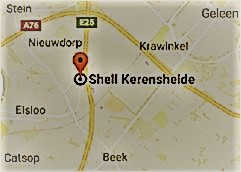 Stein
E25
Geleen
A76
Nieuwdorp
Krawinkel
Shell Kerensheide
Elsloo
Catsop
Beek